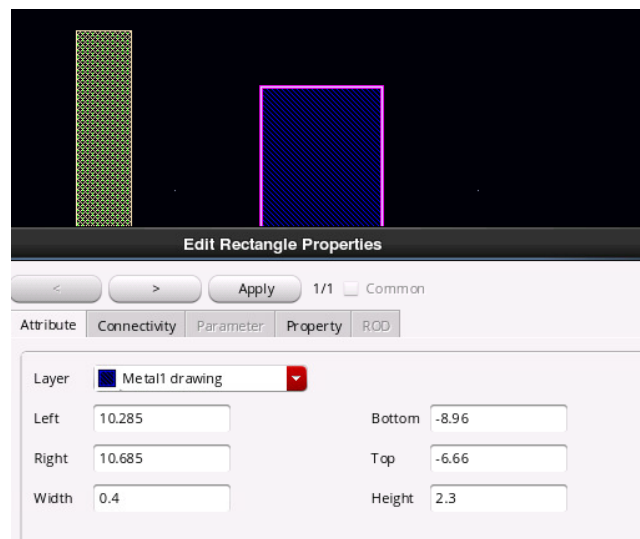 Edit Rectangle Properties
< > Apply 1/1 Common
Attribute Connectivity Parameter Property ROD
Layer Metal1 drawing
Left 10.285 Bottom -8.96
Right 10.685 Top -6.66
Width 0.4 Height 2.3